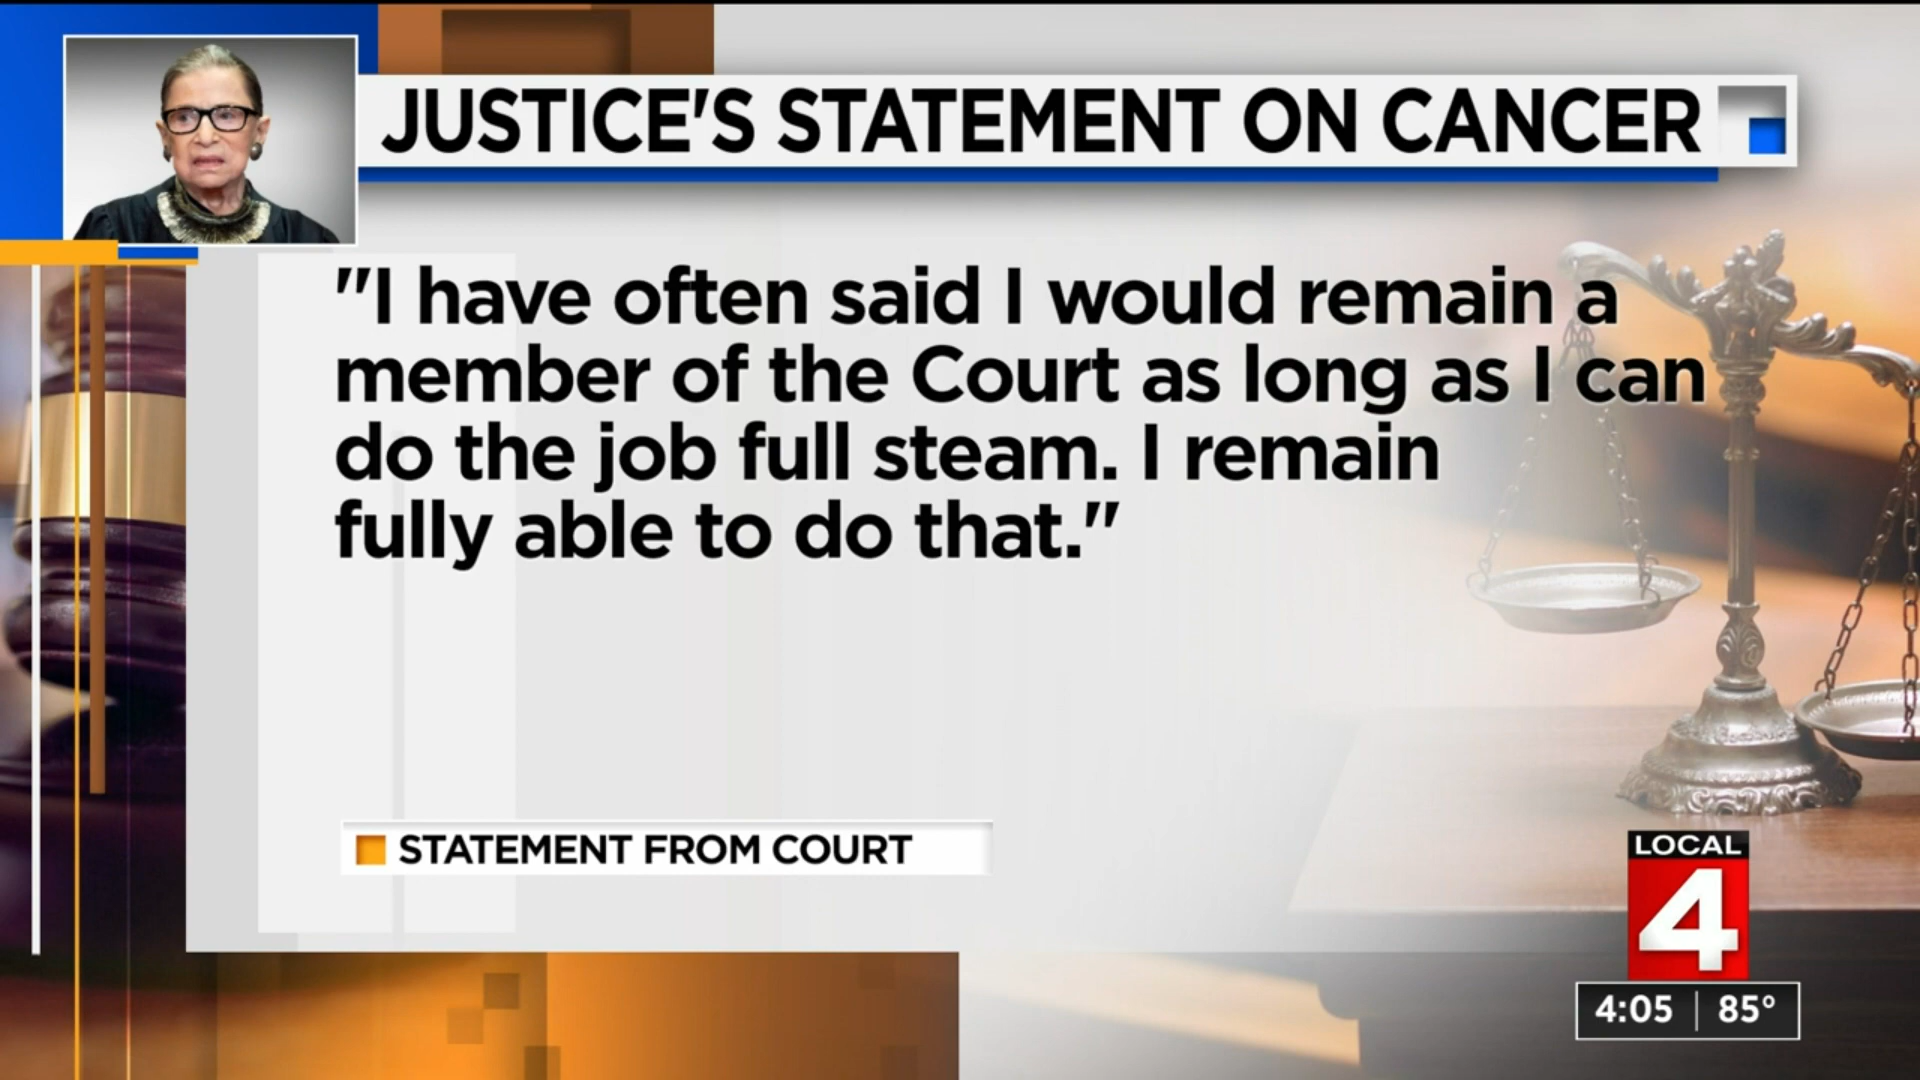 JUSTICE'S STATEMENT ON CANCER
"I have often said I would remain a
member of the Court as long as I can
do the job full steam. I remain
fully able to do that."
STATEMENT FROM COURT
LOCAL
4
4:05 | 85°